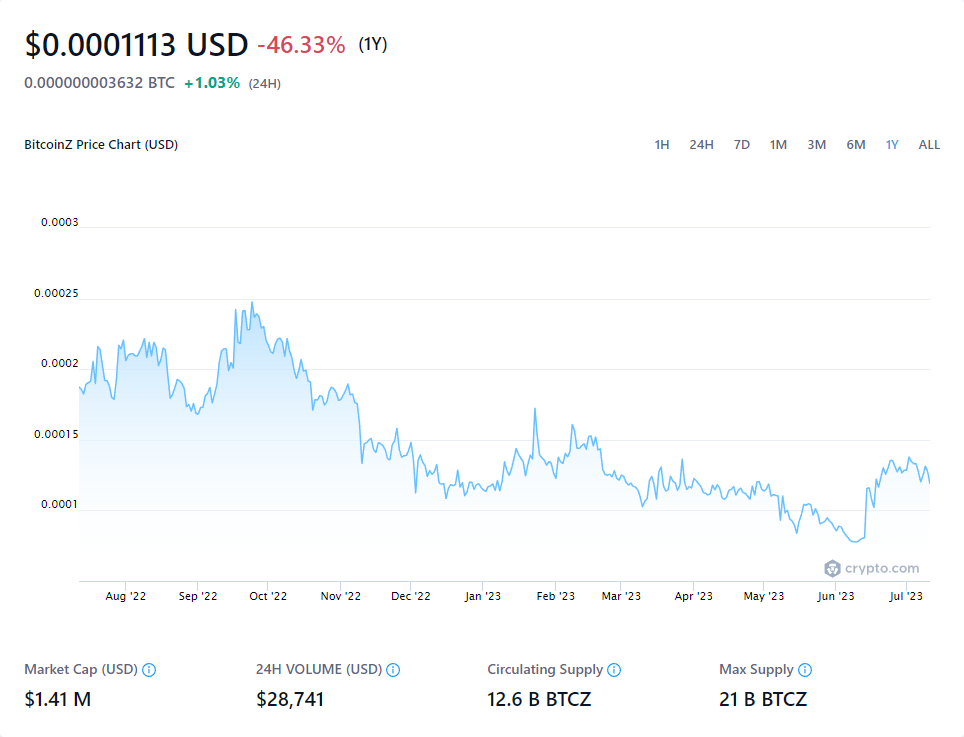 $0.0001113 USD -46.33% (1Y)
0.000000003632 BTC +1.03% (24H)
BitcoinZ Price Chart (USD) 1H 24H 7D 1M 3M 6M 1Y ALL
0.0003
0.00025
0.0002
0.00015
0.0001
crypto.com
Aug '22 Sep '22 Oct '22 Nov '22 Dec '22 Jan '23 Feb '23 Mar '23 Apr '23 May '23 Jun '23 Jul '23
Market Cap (USD) 24H VOLUME (USD) Circulating Supply Max Supply
$1.41 M $28,741 12.6 B BTCZ 21 B BTCZ